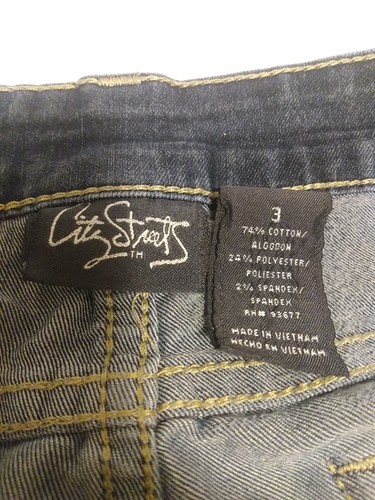 City Streets
TH
3
74% COTTON/
ALGODON
24% POLYESTER/
POLIESTER
2% SPANDEX/
SPANDEX
RN# 93677
MADE IN VIETNAM
HECHO EN VIETNAM